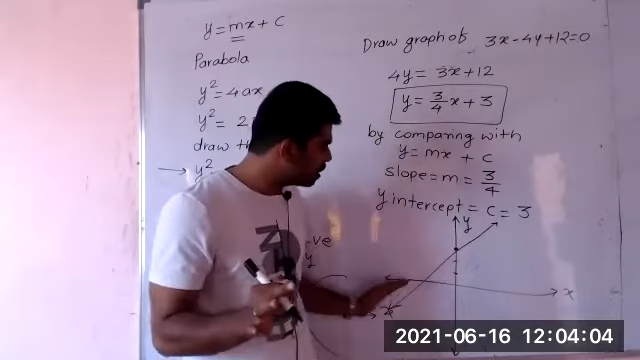 y = mx + c
Parabola
y² = 4ax
y² = 2
draw th
→ y²
-ve
y
Draw graph of 3x-4y+12=0
4y = 3x+12
y = 3/4 x + 3
by comparing with
y = mx + c
slope = m = 3/4
y intercept = c = 3
y
x
2021-06-16 12:04:04